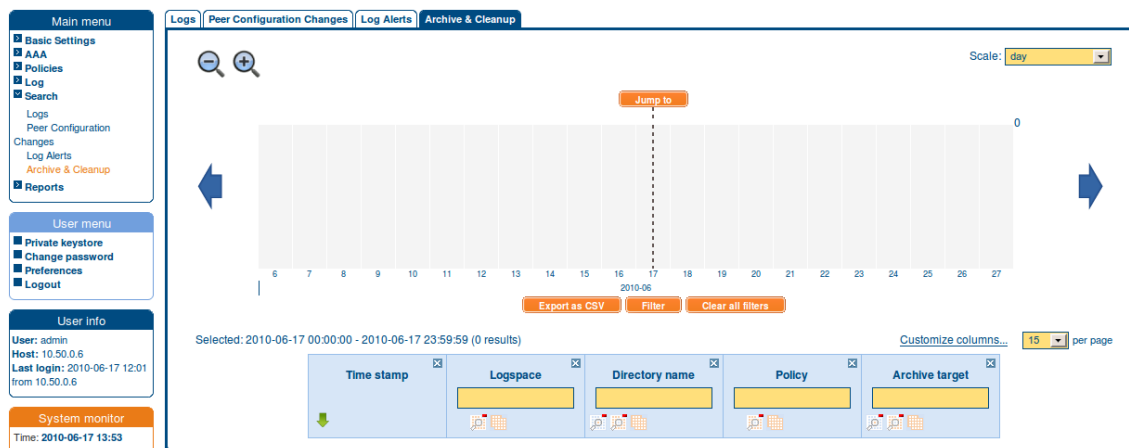 Main menu
Basic Settings
AAA
Policies
Log
Search
Logs
Peer Configuration
Changes
Log Alerts
Archive & Cleanup
Reports
User menu
Private keystore
Change password
Preferences
Logout
User info
User: admin
Host: 10.50.0.6
Last login: 2010-06-17 12:01
from 10.50.0.6
System monitor
Time: 2010-06-17 13:53
Logs Peer Configuration Changes Log Alerts Archive & Cleanup
Scale: day
Jump to
0
6 7 8 9 10 11 12 13 14 15 16 17 18 19 20 21 22 23 24 25 26 27
2010-06
Export as CSV Filter Clear all filters
Selected: 2010-06-17 00:00:00 - 2010-06-17 23:59:59 (0 results) Customize columns... 15 per page
Time stamp Logspace Directory name Policy Archive target